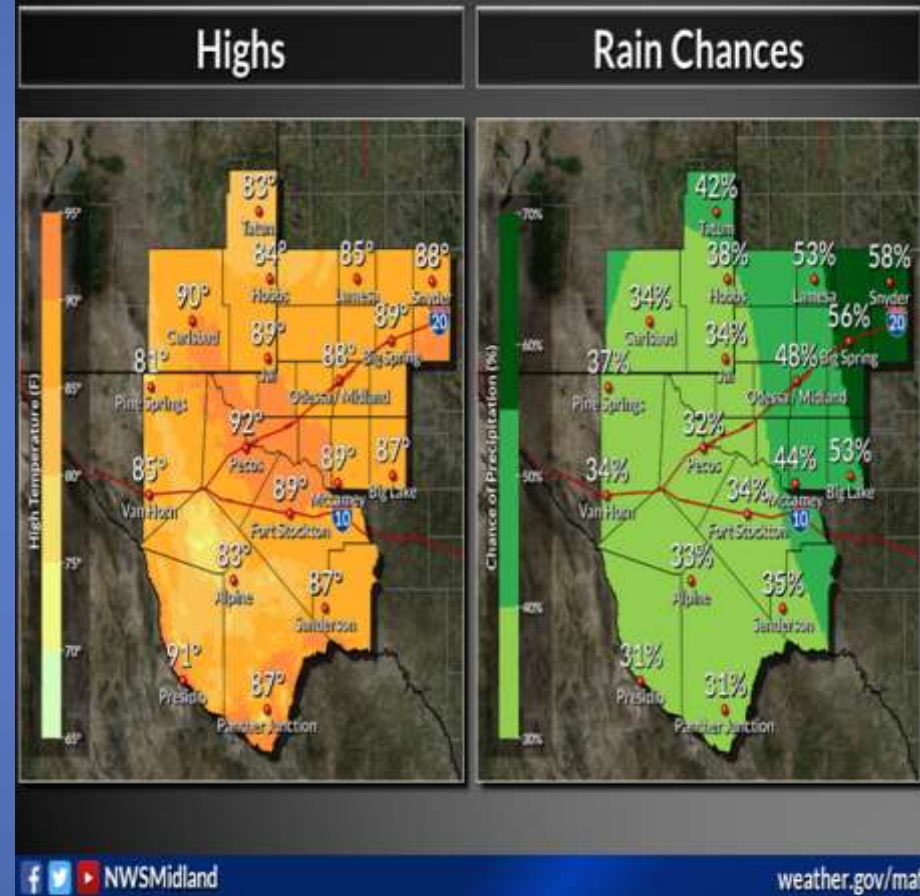 Highs
Rain Chances
83°
Tatum
84°
Hobbs
85°
Lamesa
88°
Snyder
90°
Carlsbad
89°
Jal
89°
Big Spring
20
88°
Odessa / Midland
81°
Pine Springs
92°
Pecos
89°
McCamey
87°
Big Lake
85°
Van Horn
89°
Fort Stockton
10
83°
Alpine
87°
Sanderson
91°
Presidio
87°
Panther Junction
High Temperature (F)
95°
90°
85°
80°
75°
70°
65°
42%
Tatum
38%
Hobbs
53%
Lamesa
58%
Snyder
34%
Carlsbad
34%
Jal
56%
Big Spring
20
48%
Odessa / Midland
37%
Pine Springs
32%
Pecos
44%
McCamey
53%
Big Lake
34%
Van Horn
34%
Fort Stockton
10
33%
Alpine
35%
Sanderson
31%
Presidio
31%
Panther Junction
Chance of Precipitation (%)
70%
60%
50%
40%
30%
NWSMidland
weather.gov/ma